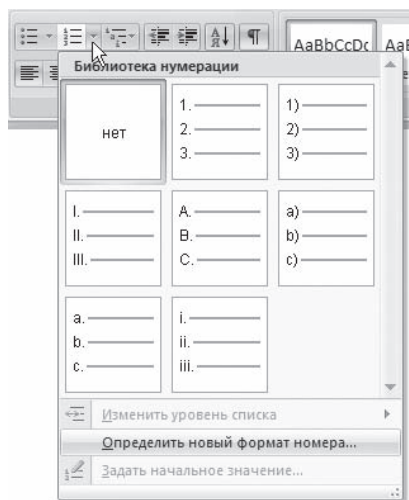 AaBbCcDc
Библиотека нумерации
нет
1.
2.
3.
1)
2)
3)
I.
II.
III.
A.
B.
C.
a)
b)
c)
a.
b.
c.
i.
ii.
iii.
Изменить уровень списка
Определить новый формат номера...
Задать начальное значение...